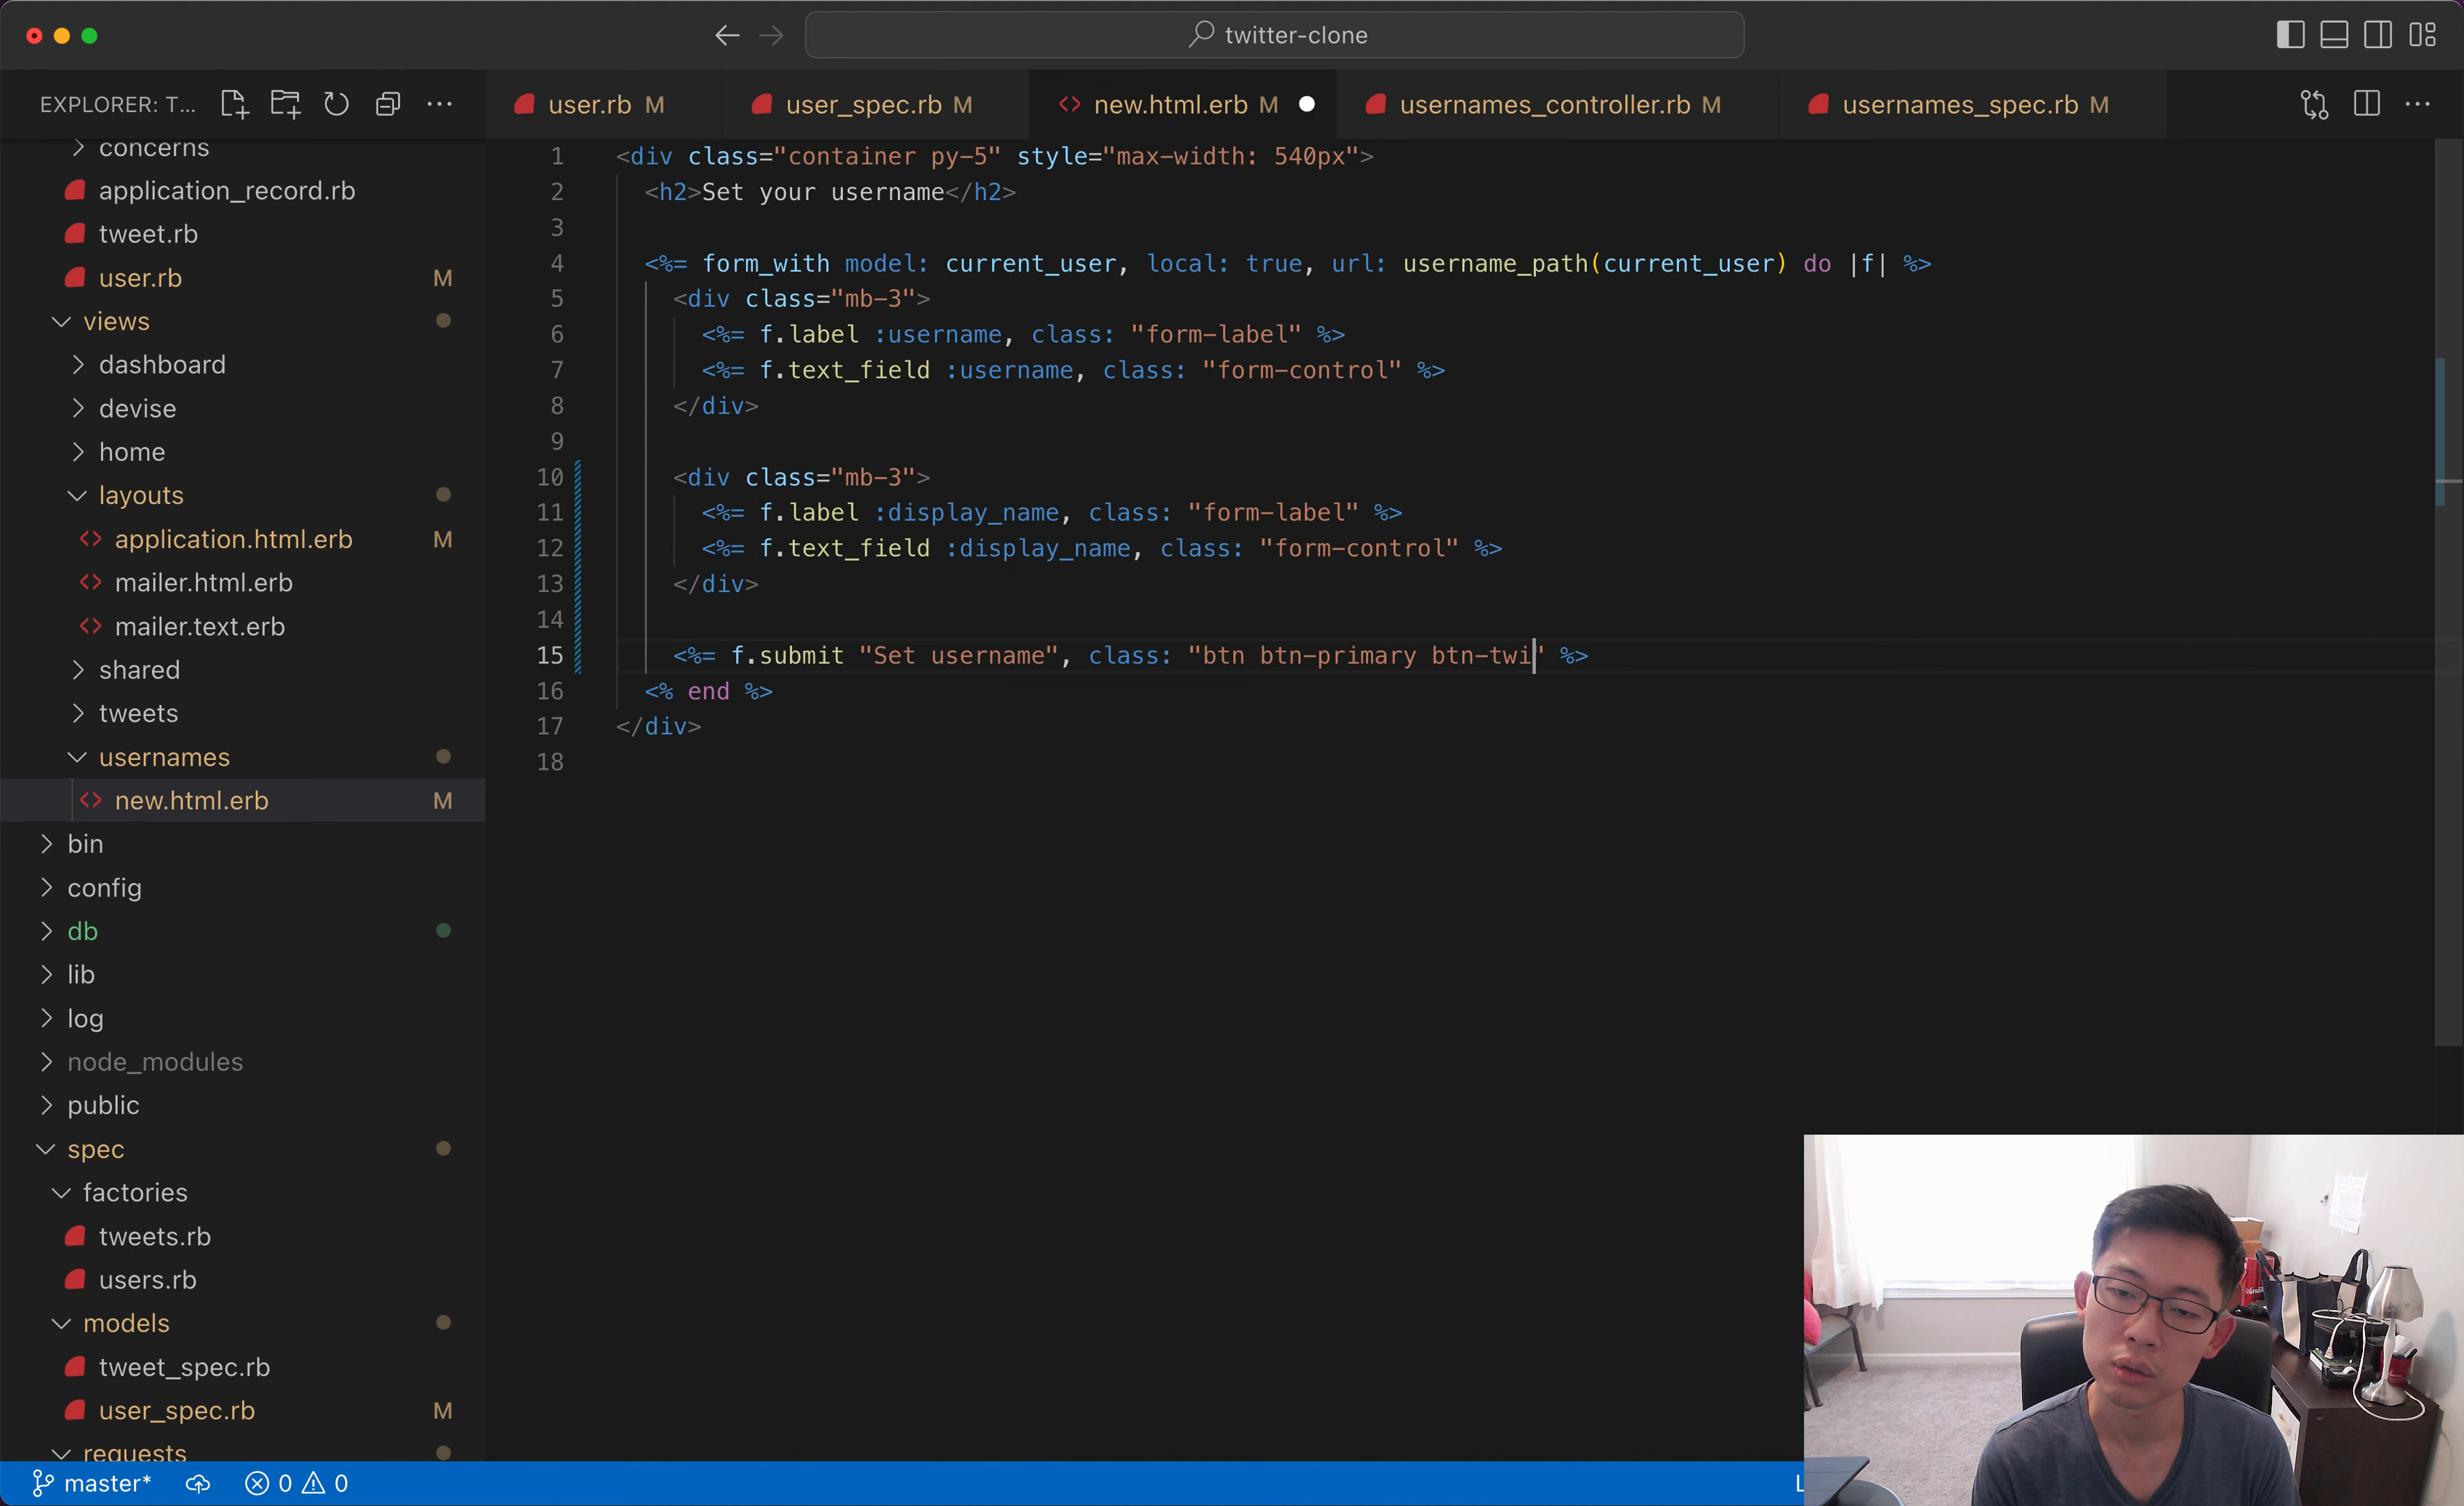 twitter-clone
EXPLORER: T...
user.rb M
user_spec.rb M
new.html.erb M
usernames_controller.rb M
usernames_spec.rb M
concerns
application_record.rb
tweet.rb
user.rb M
views
dashboard
devise
home
layouts
application.html.erb M
mailer.html.erb
mailer.text.erb
shared
tweets
usernames
new.html.erb M
bin
config
db
lib
log
node_modules
public
spec
factories
tweets.rb
users.rb
models
tweet_spec.rb
user_spec.rb M
requests
1 <div class="container py-5" style="max-width: 540px">
2 <h2>Set your username</h2>
3
4 <%= form_with model: current_user, local: true, url: username_path(current_user) do |f| %>
5 <div class="mb-3">
6 <%= f.label :username, class: "form-label" %>
7 <%= f.text_field :username, class: "form-control" %>
8 </div>
9
10 <div class="mb-3">
11 <%= f.label :display_name, class: "form-label" %>
12 <%= f.text_field :display_name, class: "form-control" %>
13 </div>
14
15 <%= f.submit "Set username", class: "btn btn-primary btn-twi" %>
16 <% end %>
17 </div>
18
master* 0 0